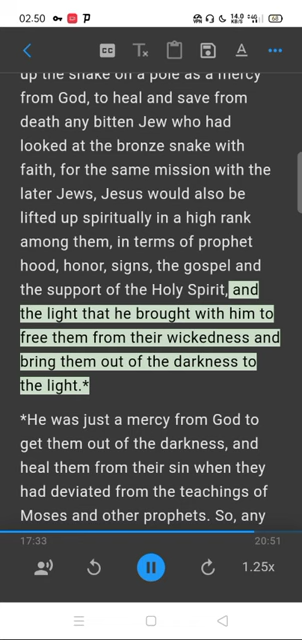 02.50
14.0
KB/S
4G
68
CC
A
up the snake on a pole as a mercy
from God, to heal and save from
death any bitten Jew who had
looked at the bronze snake with
faith, for the same mission with the
later Jews, Jesus would also be
lifted up spiritually in a high rank
among them, in terms of prophet
hood, honor, signs, the gospel and
the support of the Holy Spirit, and
the light that he brought with him to
free them from their wickedness and
bring them out of the darkness to
the light.*
*He was just a mercy from God to
get them out of the darkness, and
heal them from their sin when they
had deviated from the teachings of
Moses and other prophets. So, any
17:33
20:51
1.25x